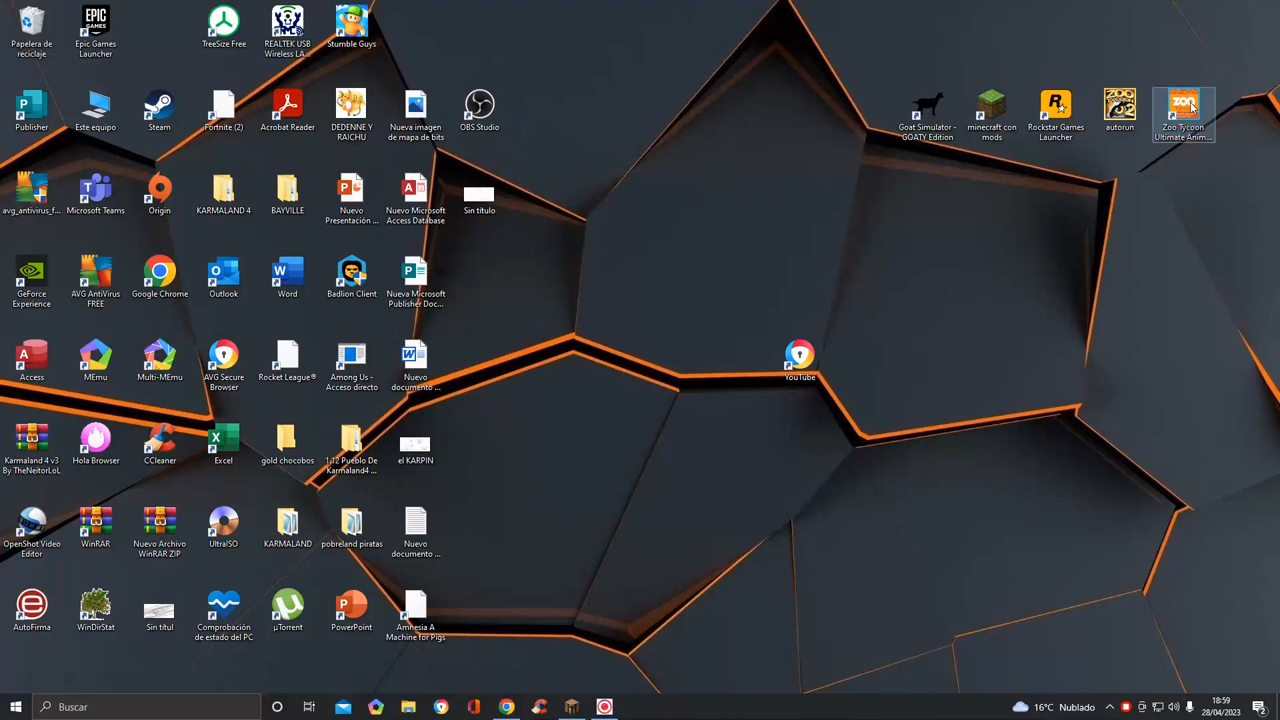 Papelera de
reciclaje
Epic Games
Launcher
TreeSize Free
REALTEK USB
Wireless LA...
Stumble Guys
Publisher
Este equipo
Steam
Fortnite (2)
Acrobat Reader
DEDENNE Y
RAICHU
Nueva imagen
de mapa de bits
OBS Studio
Goat Simulator -
GOATY Edition
minecraft con
mods
Rockstar Games
Launcher
autorun
Zoo Tycoon
Ultimate Anim...
avg_antivirus_f...
Microsoft Teams
Origin
KARMALAND 4
BAYVILLE
Nuevo
Presentación ...
Nuevo Microsoft
Access Database
Sin título
GeForce
Experience
AVG AntiVirus
FREE
Google Chrome
Outlook
Word
Badlion Client
Nueva Microsoft
Publisher Doc...
Access
MEmu
Multi-MEmu
AVG Secure
Browser
Rocket League®
Among Us -
Acceso directo
Nuevo
documento ...
YouTube
Karmaland 4 v3
By TheNeitorLoL
Hola Browser
CCleaner
Excel
gold chocobos
1.12 Pueblo De
Karmaland4 ...
el KARPIN
OpenShot Video
Editor
WinRAR
Nuevo Archivo
WinRAR ZIP
UltraISO
KARMALAND
pobreland piratas
Nuevo
documento ...
AutoFirma
WinDirStat
Sin títul
Comprobación
de estado del PC
µTorrent
PowerPoint
Amnesia A
Machine for Pigs
Buscar
16°C Nublado
18:59
28/04/2023